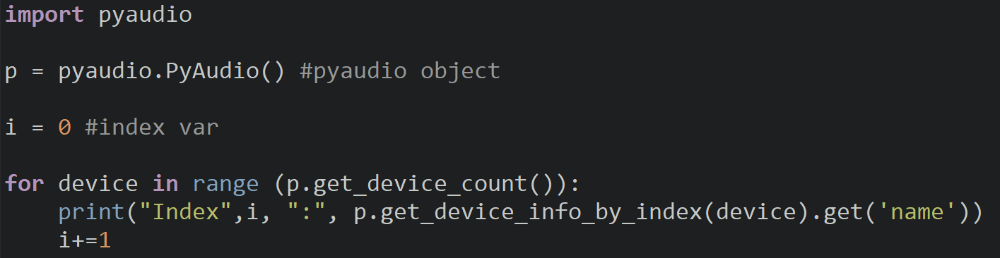 import pyaudio
p = pyaudio.PyAudio() #pyaudio object
i = 0 #index var
for device in range (p.get_device_count()):
    print("Index",i, ":", p.get_device_info_by_index(device).get('name'))
    i+=1